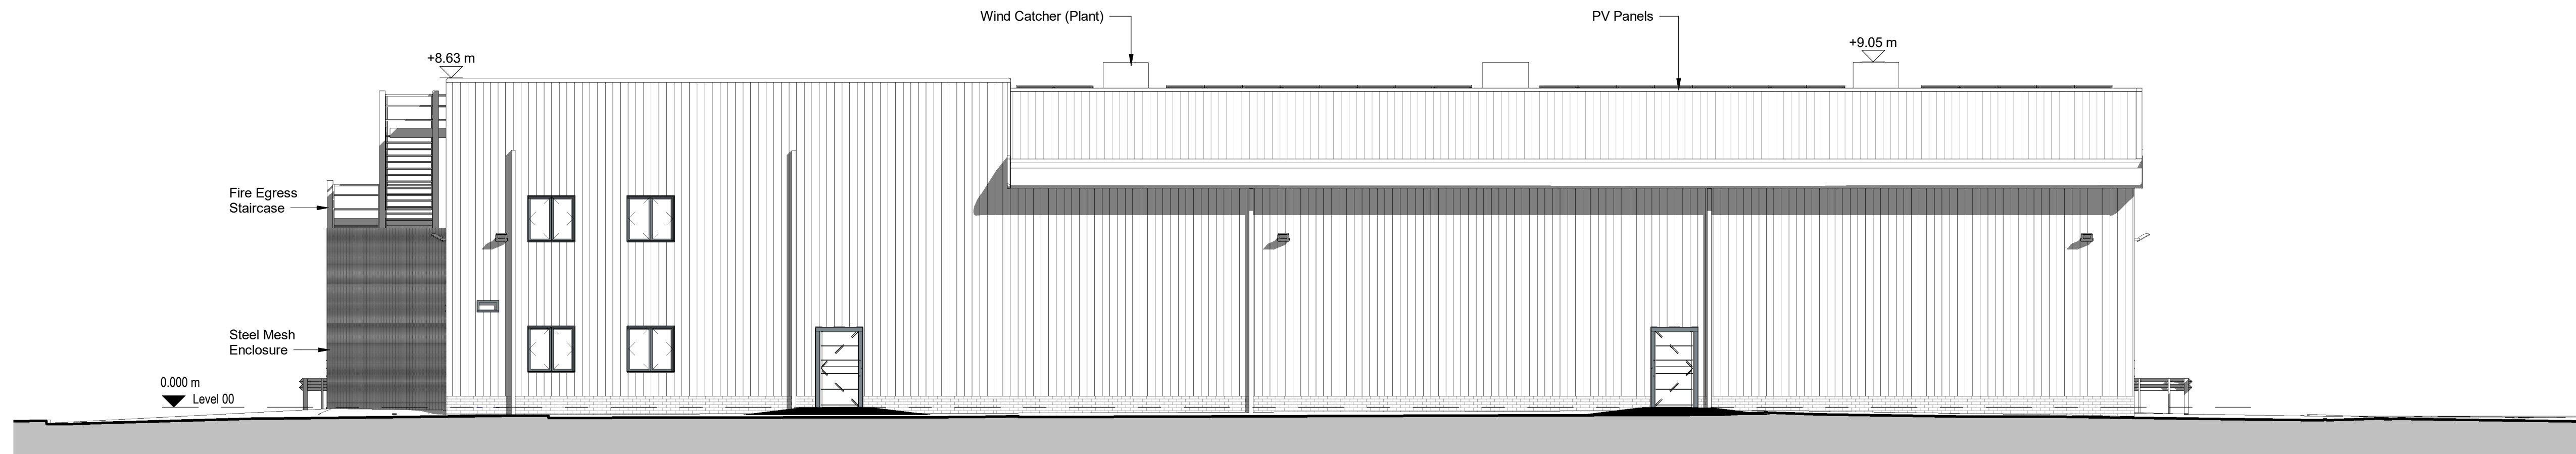 Wind Catcher (Plant)
PV Panels
+8.63 m
+9.05 m
Fire Egress
Staircase
Steel Mesh
Enclosure
0.000 m
Level 00